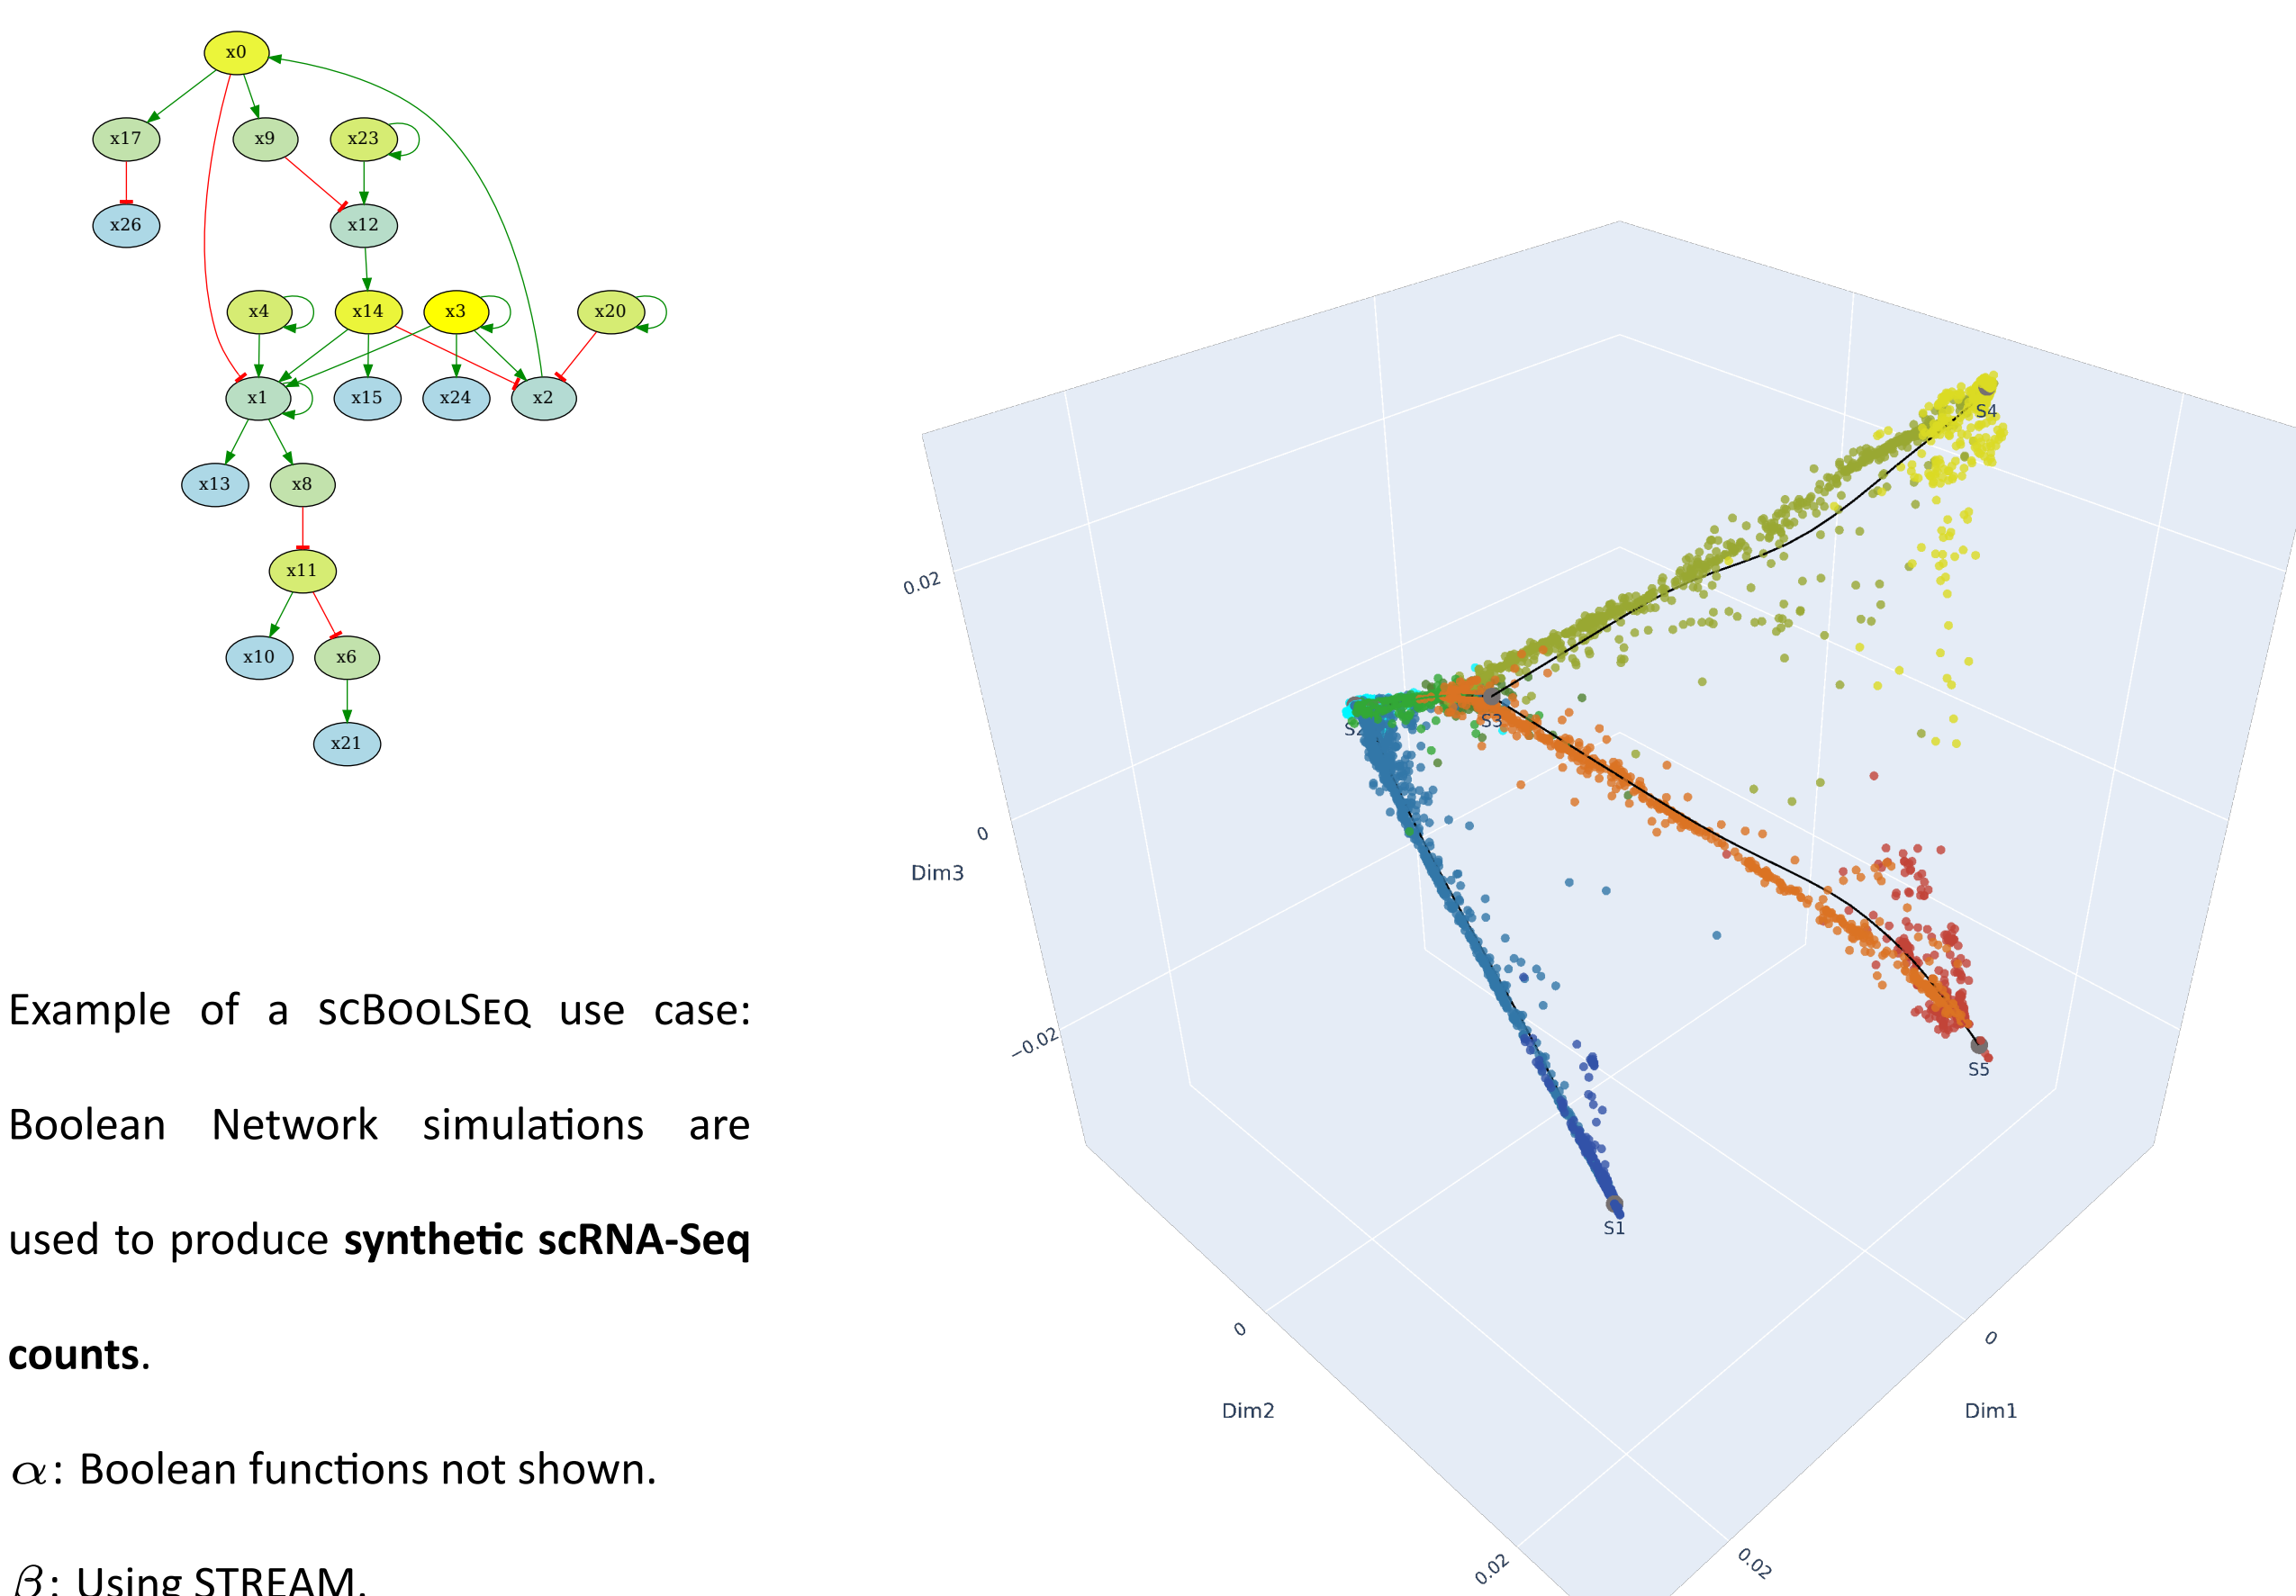 x0
x17
x9
x23
x26
x12
x4
x14
x3
x20
x1
x15
x24
x2
x13
x8
x11
x10
x6
x21
Example of a SCBOOLSEQ use case:
Boolean Network simulations are
used to produce synthetic scRNA-Seq
counts.
α: Boolean functions not shown.
β: Using STREAM.
S4
0.02
S3
S2
0
Dim3
−0.02
S5
S1
0
0
Dim2
Dim1
0.02
0.02